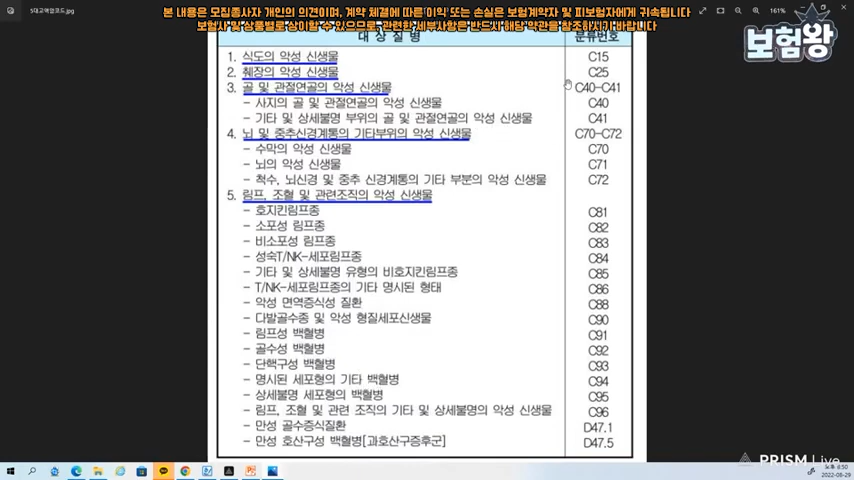 5대고액암코드.jpg
본 내용은 모집종사자 개인의 의견이며, 계약 체결에 따른 이익 또는 손실은 보험계약자 및 피보험자에게 귀속됩니다
보험사 및 상품별로 상이할 수 있으므로, 관련한 세부사항은 반드시 해당 약관을 참조하시기 바랍니다
161%
보험왕
대 상 질 병 분류번호
1. 식도의 악성 신생물 C15
2. 췌장의 악성 신생물 C25
3. 골 및 관절연골의 악성 신생물 C40-C41
- 사지의 골 및 관절연골의 악성 신생물 C40
- 기타 및 상세불명 부위의 골 및 관절연골의 악성 신생물 C41
4. 뇌 및 중추신경계통의 기타부위의 악성 신생물 C70-C72
- 수막의 악성 신생물 C70
- 뇌의 악성 신생물 C71
- 척수, 뇌신경 및 중추 신경계통의 기타 부분의 악성 신생물 C72
5. 림프, 조혈 및 관련조직의 악성 신생물
- 호지킨림프종 C81
- 소포성 림프종 C82
- 비소포성 림프종 C83
- 성숙T/NK-세포림프종 C84
- 기타 및 상세불명 유형의 비호지킨림프종 C85
- T/NK-세포림프종의 기타 명시된 형태 C86
- 악성 면역증식성 질환 C88
- 다발골수종 및 악성 형질세포신생물 C90
- 림프성 백혈병 C91
- 골수성 백혈병 C92
- 단핵구성 백혈병 C93
- 명시된 세포형의 기타 백혈병 C94
- 상세불명 세포형의 백혈병 C95
- 림프, 조혈 및 관련 조직의 기타 및 상세불명의 악성 신생물 C96
- 만성 골수증식질환 D47.1
- 만성 호산구성 백혈병[과호산구증후군] D47.5
PRISM Live
오후 8:50
2022-08-29